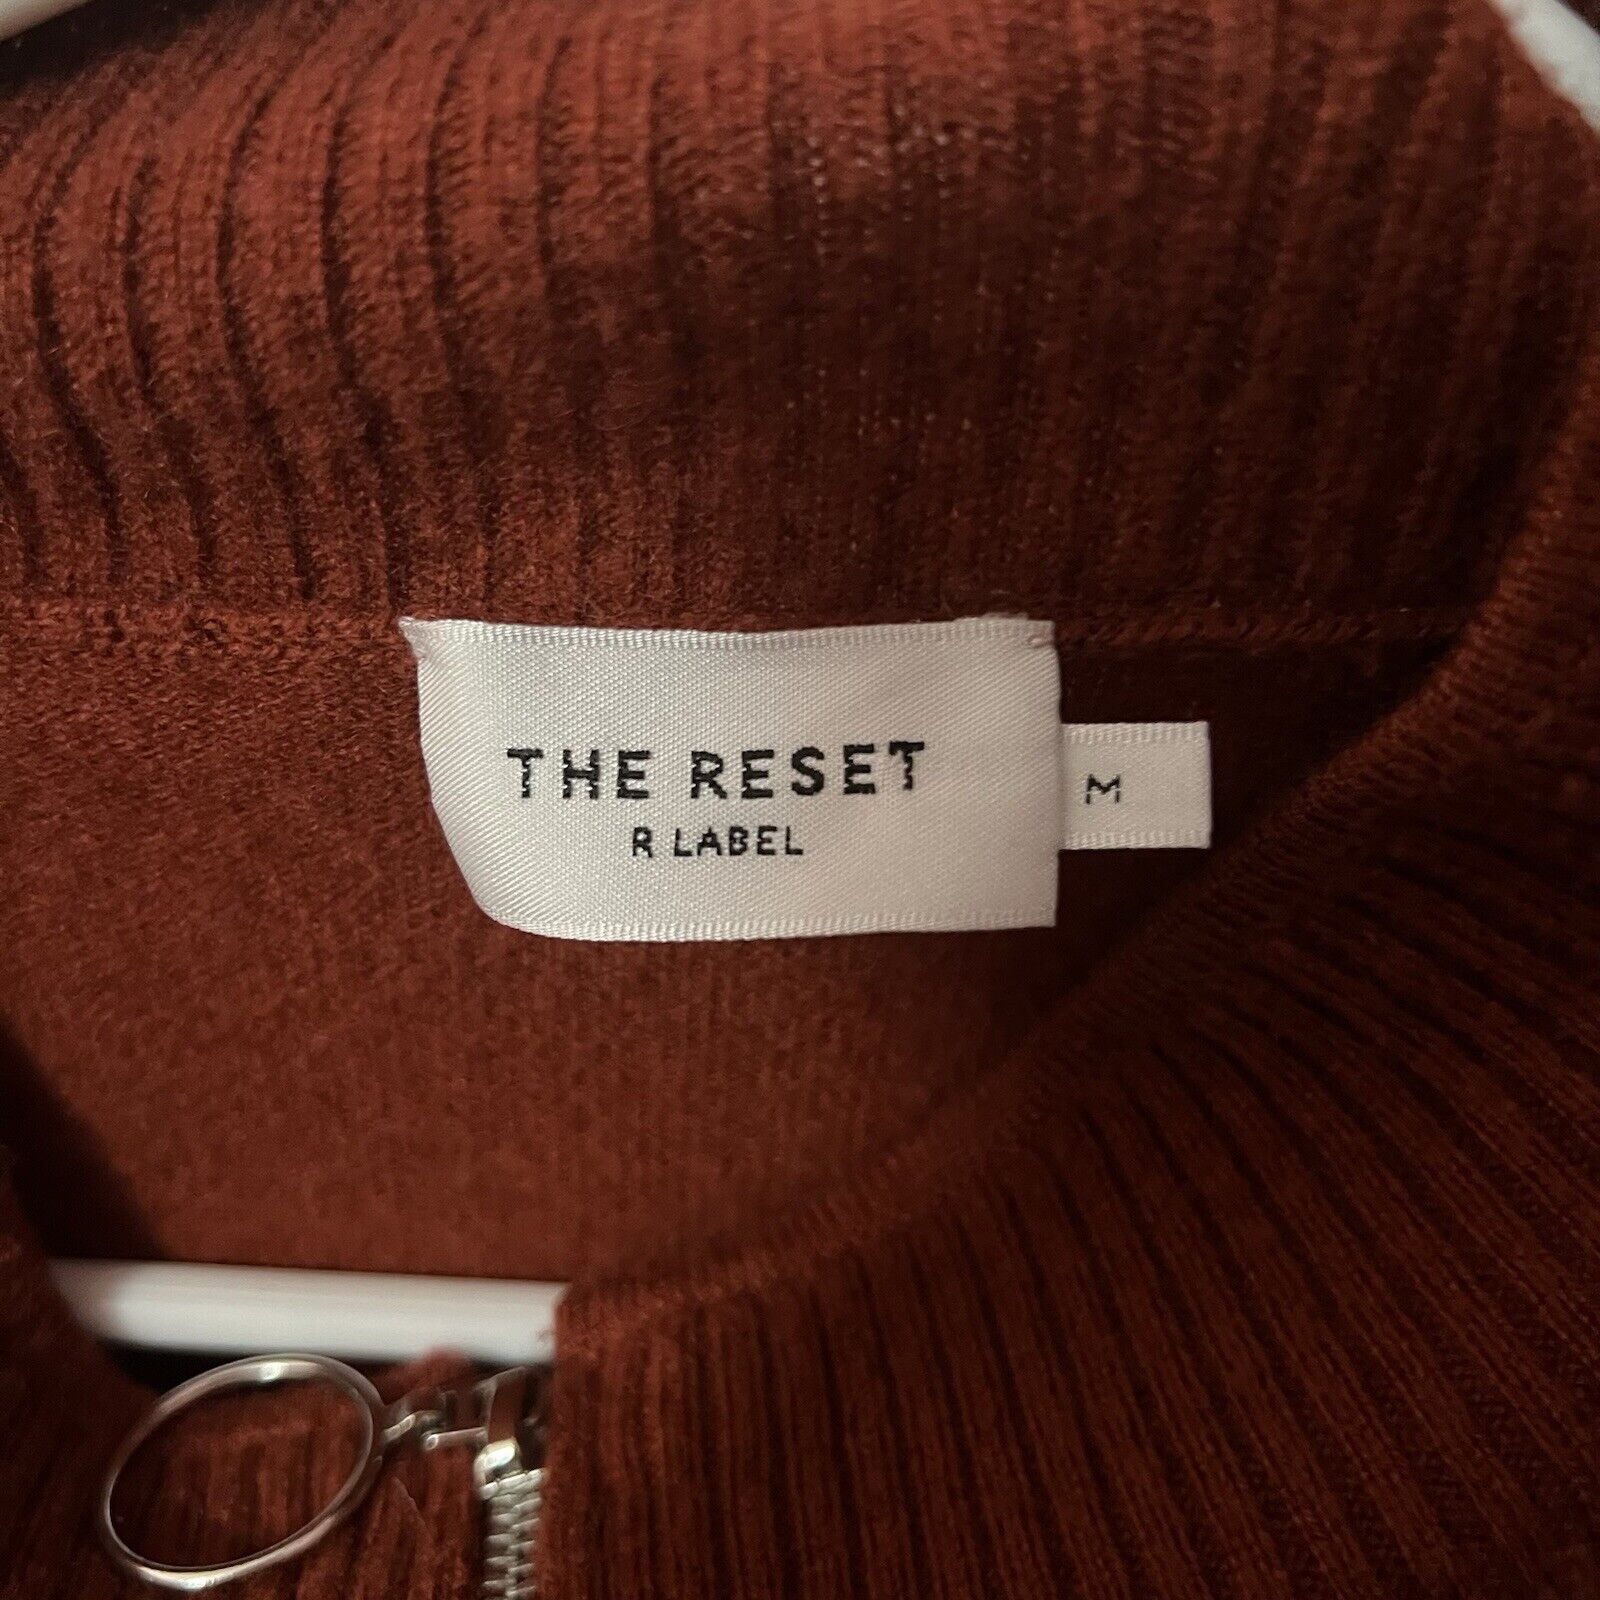 THE RESET
R LABEL
M